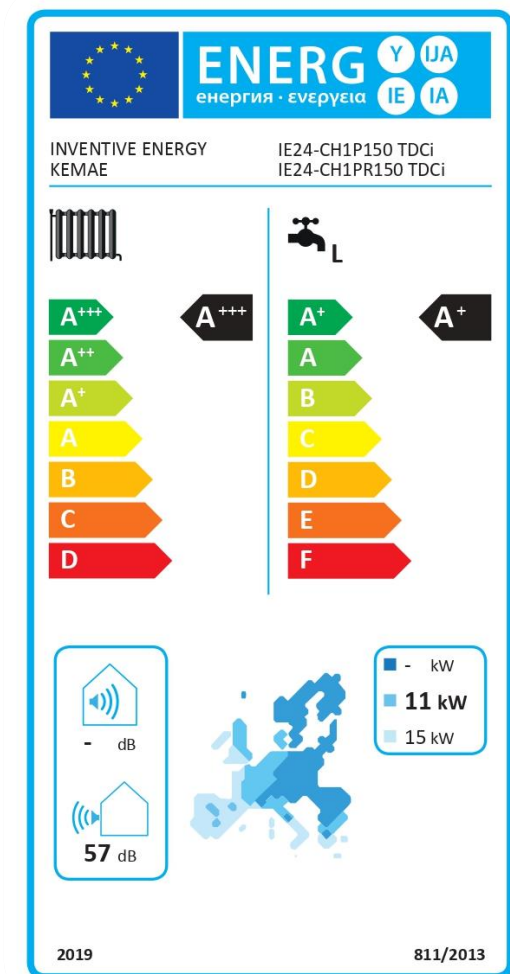 ENERG Y IJA
енергия · ενεργεια IE IA
INVENTIVE ENERGY
KEMAE
IE24-CH1P150 TDCi
IE24-CH1PR150 TDCi
L
A+++ A+++
A++
A+
A
B
C
D
A+ A+
A
B
C
D
E
F
- dB
57 dB
- kW
11 kW
15 kW
2019 811/2013